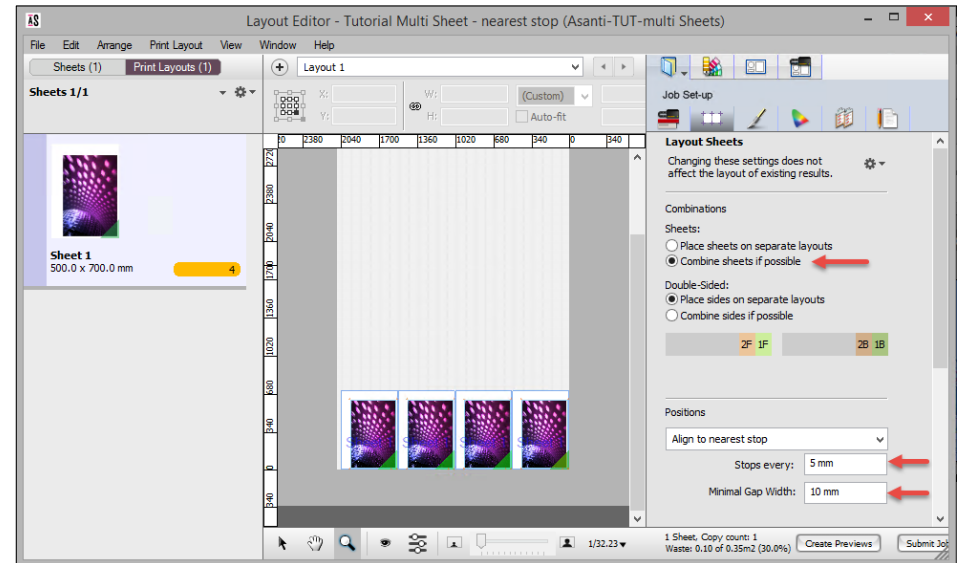 AS
Layout Editor - Tutorial Multi Sheet - nearest stop (Asanti-TUT-multi Sheets)
File Edit Arrange Print Layout View Window Help
Sheets (1) Print Layouts (1)
Layout 1
Sheets 1/1
X: W: (Custom)
Y: H: Auto-fit
Job Set-up
20 2380 2040 1700 1360 1020 680 340 0 340
2720
2380
2040
1700
1360
1020
680
340
0
340
Sheet 1
500.0 x 700.0 mm 4
Layout Sheets
Changing these settings does not
affect the layout of existing results.
Combinations
Sheets:
Place sheets on separate layouts
Combine sheets if possible
Double-Sided:
Place sides on separate layouts
Combine sides if possible
2F 1F 2B 1B
Positions
Align to nearest stop
Stops every: 5 mm
Minimal Gap Width: 10 mm
1/32.23
1 Sheet, Copy count: 1
Waste: 0.10 of 0.35m2 (30.0%)
Create Previews
Submit Job